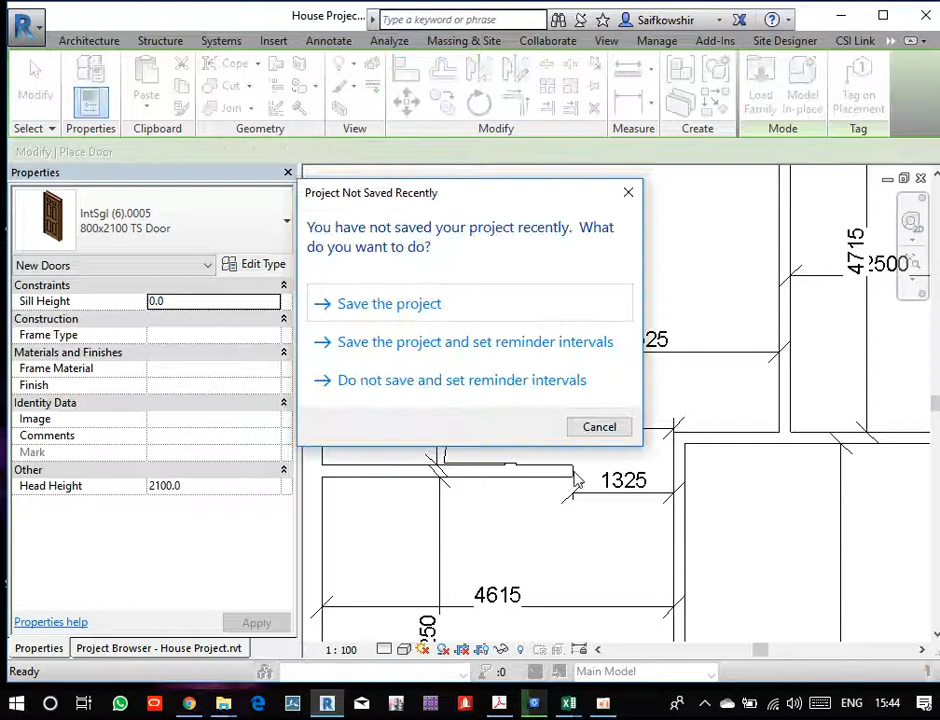 House Projec...
Type a keyword or phrase
Saifkowshir
Architecture Structure Systems Insert Annotate Analyze Massing & Site Collaborate View Manage Add-Ins Site Designer CSI Link
Modify
Paste
Cope
Cut
Join
Load Family
Model In-place
Tag on Placement
Select Properties Clipboard Geometry View Modify Measure Create Mode Tag
Modify | Place Door
Properties
IntSgl (6).0005
800x2100 TS Door
New Doors
Edit Type
Constraints
Sill Height 0.0
Construction
Frame Type
Materials and Finishes
Frame Material
Finish
Identity Data
Image
Comments
Mark
Other
Head Height 2100.0
Properties help
Apply
Properties
Project Browser - House Project.rvt
Project Not Saved Recently
You have not saved your project recently. What
do you want to do?
Save the project
Save the project and set reminder intervals
Do not save and set reminder intervals
Cancel
4715
2500
25
1325
4615
50
1 : 100
Ready
:0
Main Model
ENG
15:44